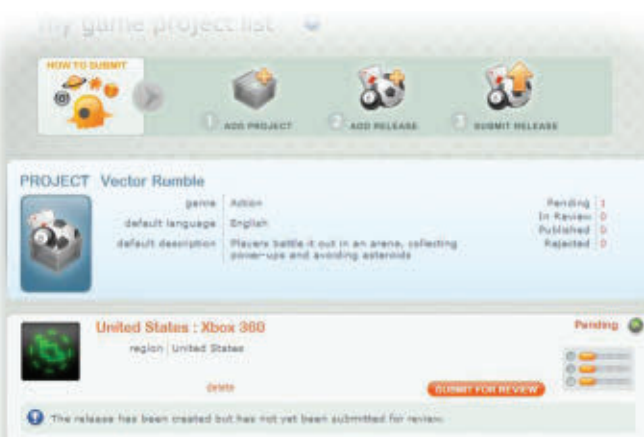 my game project list
HOW TO SUBMIT
1 ADD PROJECT
2 ADD RELEASE
3 SUBMIT RELEASE
PROJECT Vector Rumble
genre Action
default language English
default description Players battle it out in an arena, collecting
power-ups and avoiding asteroids
Pending 1
In Review 0
Published 0
Rejected 0
United States : Xbox 360
Pending
region United States
delete
SUBMIT FOR REVIEW
The release has been created but has not yet been submitted for review.